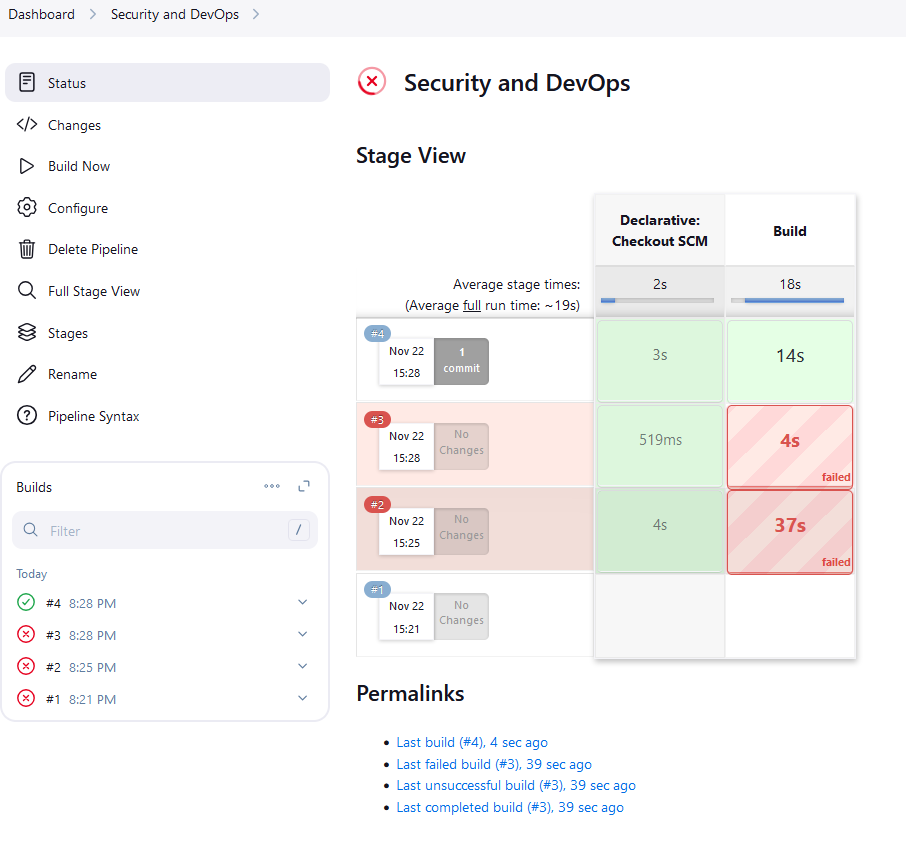 Dashboard > Security and DevOps >
Status
Changes
Build Now
Configure
Delete Pipeline
Full Stage View
Stages
Rename
Pipeline Syntax
Builds
Filter /
Today
#4 8:28 PM
#3 8:28 PM
#2 8:25 PM
#1 8:21 PM
Security and DevOps
Stage View
Declarative:
Checkout SCM
Build
Average stage times:
(Average full run time: ~19s)
2s
18s
#4
Nov 22
15:28
1
commit
3s
14s
#3
Nov 22
15:28
No
Changes
519ms
4s
failed
#2
Nov 22
15:25
No
Changes
4s
37s
failed
#1
Nov 22
15:21
No
Changes
Permalinks
Last build (#4), 4 sec ago
Last failed build (#3), 39 sec ago
Last unsuccessful build (#3), 39 sec ago
Last completed build (#3), 39 sec ago